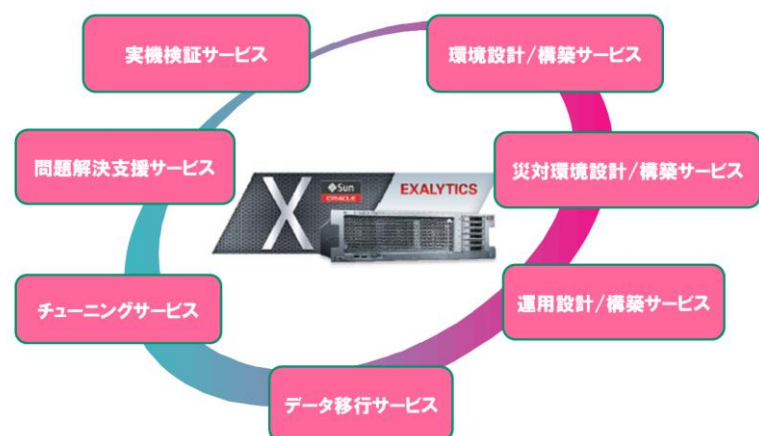 実機検証サービス
環境設計/構築サービス
問題解決支援サービス
災対環境設計/構築サービス
X
Sun
ORACLE
EXALYTICS
チューニングサービス
運用設計/構築サービス
データ移行サービス